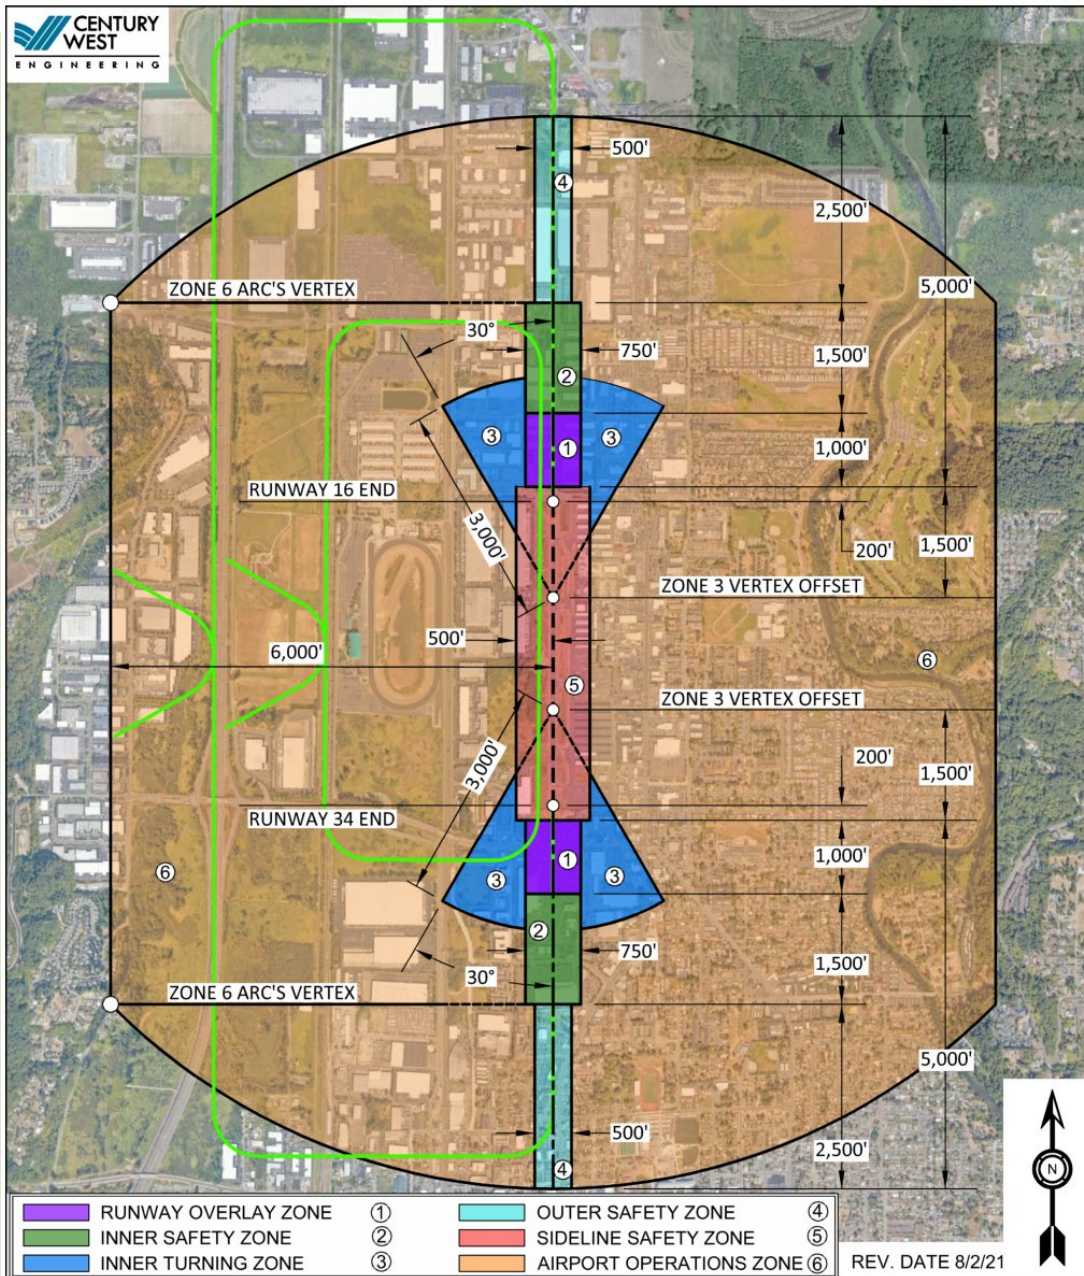 CENTURY
WEST
ENGINEERING
500'
4
2,500'
5,000'
ZONE 6 ARC'S VERTEX
30°
750'
1,500'
2
3
1
3
1,000'
RUNWAY 16 END
3,000'
200'
1,500'
ZONE 3 VERTEX OFFSET
500'
6,000'
6
5
ZONE 3 VERTEX OFFSET
3,000'
200'
1,500'
RUNWAY 34 END
1
1,000'
6
3
3
2
750'
30°
1,500'
ZONE 6 ARC'S VERTEX
5,000'
500'
2,500'
4
N
RUNWAY OVERLAY ZONE 1
OUTER SAFETY ZONE 4
INNER SAFETY ZONE 2
SIDELINE SAFETY ZONE 5
INNER TURNING ZONE 3
AIRPORT OPERATIONS ZONE 6
REV. DATE 8/2/21